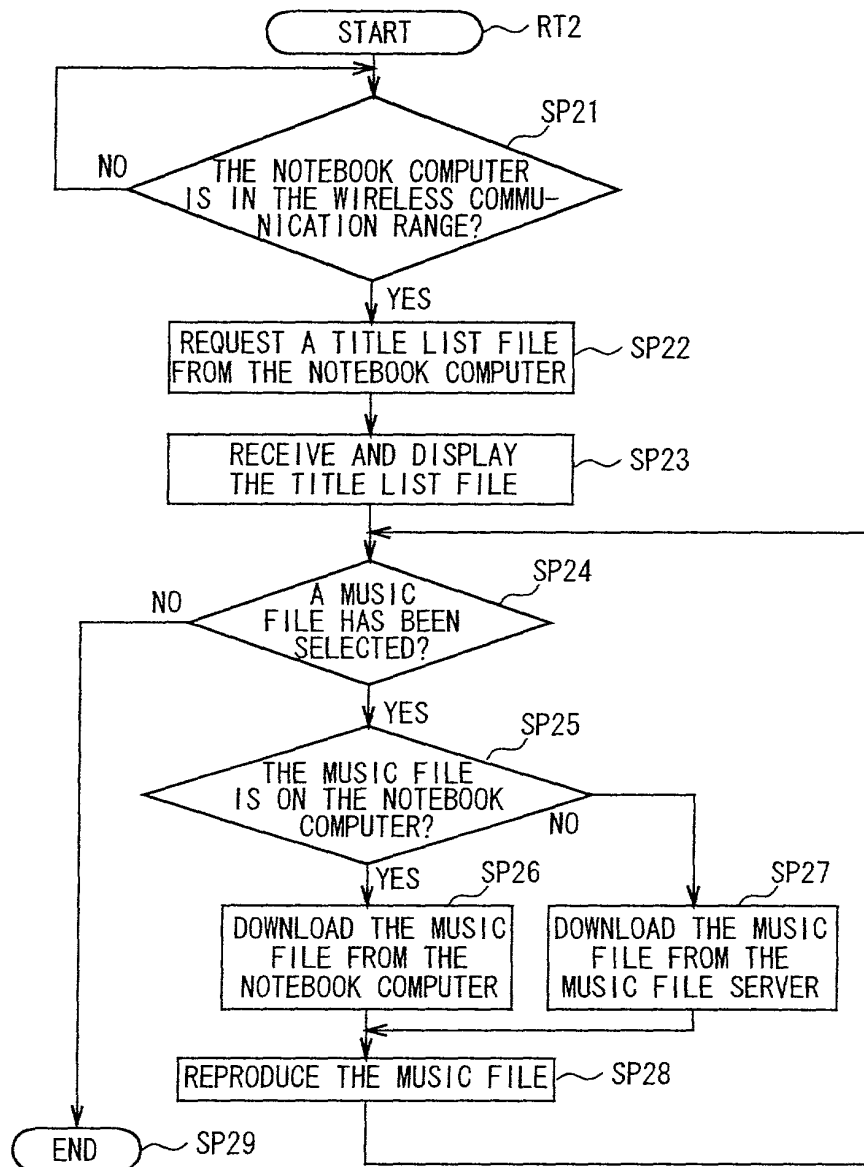 START
RT2
SP21
NO
THE NOTEBOOK COMPUTER
IS IN THE WIRELESS COMMU-
NICATION RANGE?
YES
REQUEST A TITLE LIST FILE
FROM THE NOTEBOOK COMPUTER
SP22
RECEIVE AND DISPLAY
THE TITLE LIST FILE
SP23
SP24
NO
A MUSIC
FILE HAS BEEN
SELECTED?
YES
SP25
THE MUSIC FILE
IS ON THE NOTEBOOK
COMPUTER?
NO
YES
SP26
SP27
DOWNLOAD THE MUSIC
FILE FROM THE
NOTEBOOK COMPUTER
DOWNLOAD THE MUSIC
FILE FROM THE
MUSIC FILE SERVER
REPRODUCE THE MUSIC FILE
SP28
END
SP29